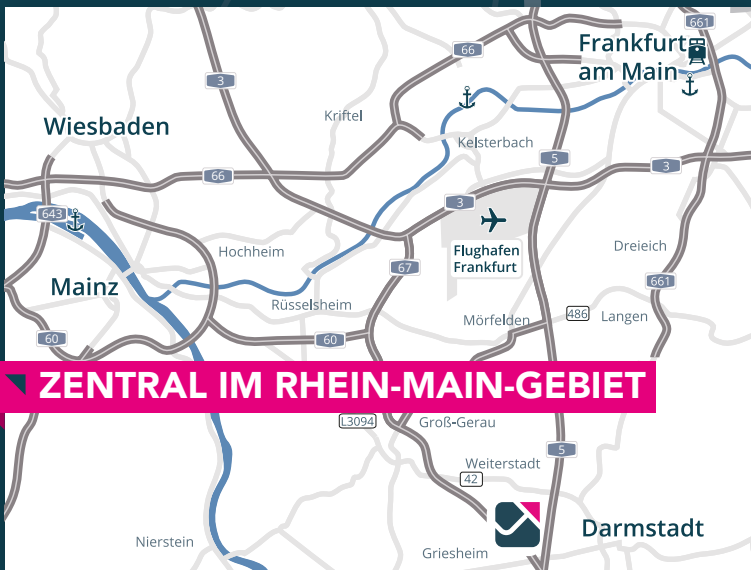 661
Frankfurt
am Main
66
3
Kriftel
Wiesbaden
Kelsterbach
5
66
3
3
643
Flughafen
Frankfurt
Hochheim
Dreieich
67
Mainz
661
Rüsselsheim
Mörfelden
486
Langen
60
60
ZENTRAL IM RHEIN-MAIN-GEBIET
L3094
Groß-Gerau
5
Weiterstadt
42
Darmstadt
Nierstein
Griesheim